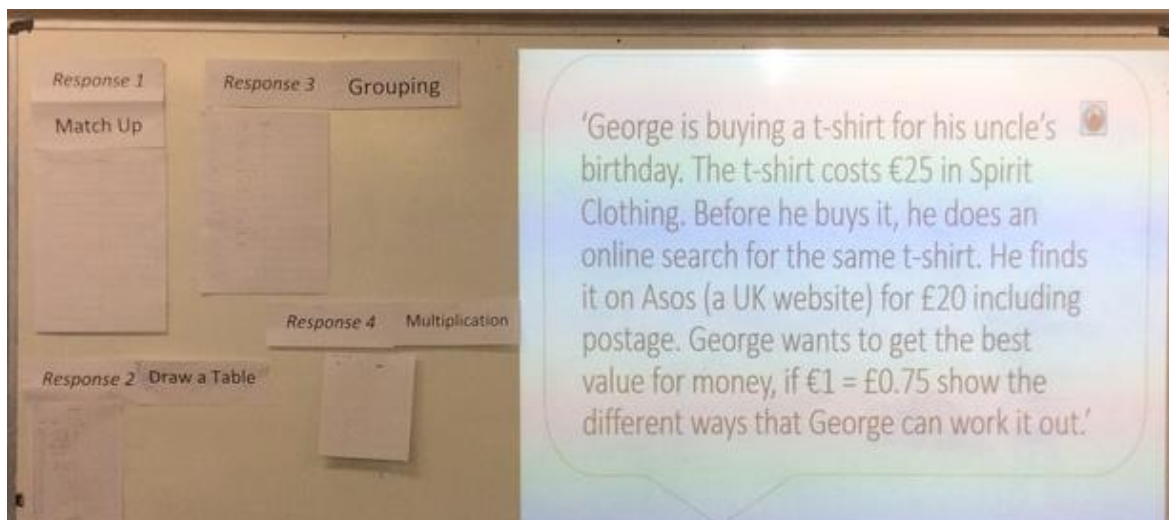 Response 1
Match Up
Response 3 Grouping
Response 4 Multiplication
Response 2 Draw a Table
'George is buying a t-shirt for his uncle's
birthday. The t-shirt costs €25 in Spirit
Clothing. Before he buys it, he does an
online search for the same t-shirt. He finds
it on Asos (a UK website) for £20 including
postage. George wants to get the best
value for money, if €1 = £0.75 show the
different ways that George can work it out.'